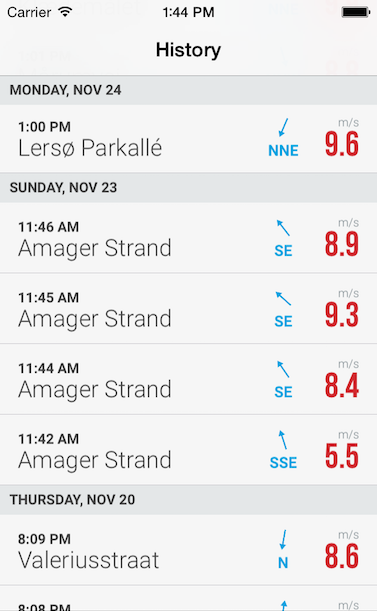 Carrier 1:44 PM
History
MONDAY, NOV 24
1:00 PM
Lersø Parkallé
NNE
m/s
9.6
SUNDAY, NOV 23
11:46 AM
Amager Strand
SE
m/s
8.9
11:45 AM
Amager Strand
SE
m/s
9.3
11:44 AM
Amager Strand
SE
m/s
8.4
11:42 AM
Amager Strand
SSE
m/s
5.5
THURSDAY, NOV 20
8:09 PM
Valeriusstraat
N
m/s
8.6
8:08 PM
m/s